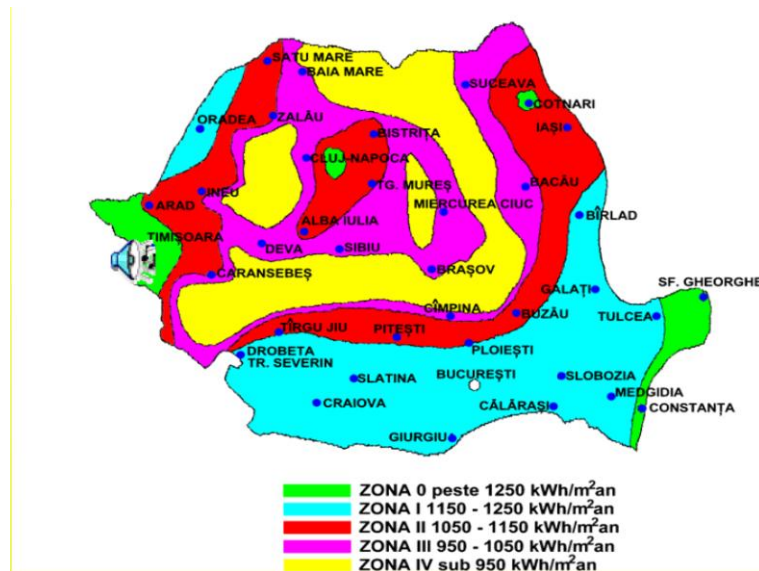 SATU MARE
BAIA MARE
SUCEAVA
COTNARI
ORADEA
ZALĂU
IAȘI
BISTRIȚA
CLUJ-NAPOCA
TG. MUREȘ
BACĂU
INEU
ARAD
MIERCUREA CIUC
BÎRLAD
ALBA IULIA
TIMIȘOARA
DEVA
SIBIU
BRAȘOV
CARANSEBEȘ
SF. GHEORGHE
GALAȚI
CÎMPINA
BUZĂU
TULCEA
TÎRGU JIU
PITEȘTI
PLOIEȘTI
DROBETA
TR. SEVERIN
BUCUREȘTI
SLATINA
SLOBOZIA
MEDGIDIA
CRAIOVA
CĂLĂRAȘI
CONSTANȚA
GIURGIU
ZONA 0 peste 1250 kWh/m²an
ZONA I 1150 - 1250 kWh/m²an
ZONA II 1050 - 1150 kWh/m²an
ZONA III 950 - 1050 kWh/m²an
ZONA IV sub 950 kWh/m²an